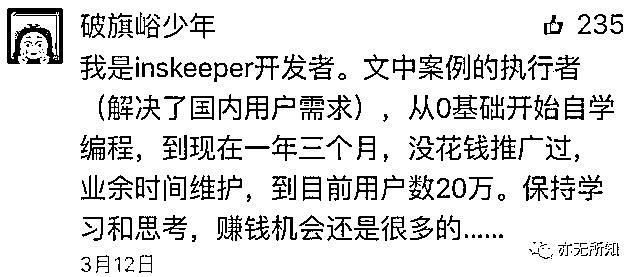 破旗峪少年
235
我是inskeeper开发者。文中案例的执行者
（解决了国内用户需求），从0基础开始自学
编程，到现在一年三个月，没花钱推广过，
业余时间维护，到目前用户数20万。保持学
习和思考，赚钱机会还是很多的......
3月12日
亦无所知